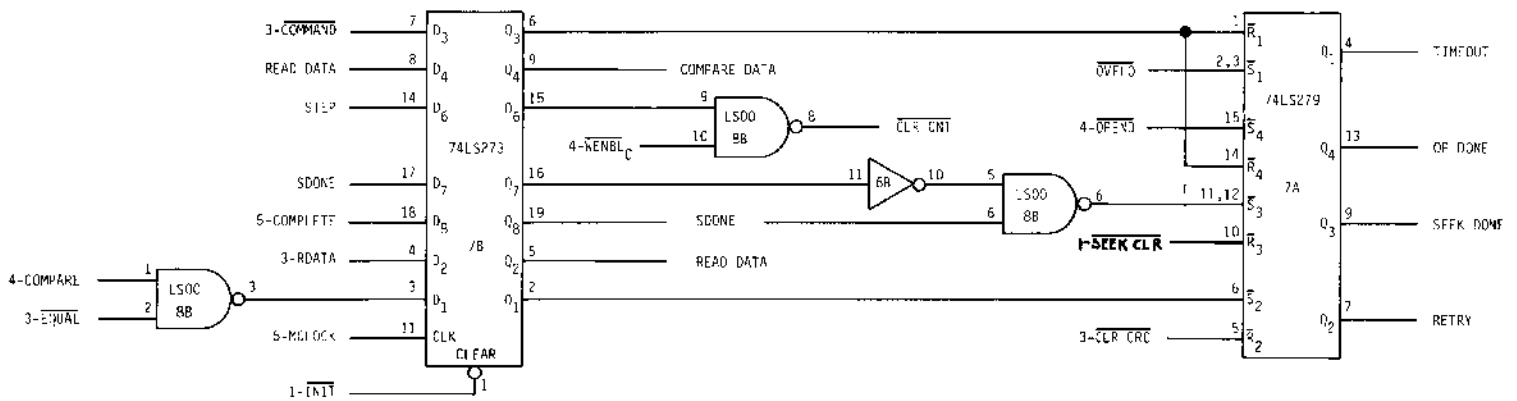 3-COMMAND 7 D3 Q3 6 1 R1
Q1 4 TIMEOUT
READ DATA 8 D4 Q4 9 COMPARE DATA
OVFLO 2,3 S1
STEP 14 D6 Q6 15 9 LS00 8B 8 CLR CNT
74LS279
4-WENBLC 10
74LS273
4-OPEND 15 S4
Q4 13 OP DONE
14 R4
SDONE 17 D7 Q7 16 11 6B 10 5 LS00 8B 6 11,12 S3
7A
5-COMPLETE 18 D8 Q8 19 SDONE 6
Q3 9 SEEK DONE
1-SEEK CLR 10 R3
7B
3-RDATA 4 D2 Q2 5 READ DATA
4-COMPARE 1 LS00 8B 3
3 D1 Q1 2 6 S2
3-EQUAL 2
Q2 7 RETRY
5-MCLOCK 11 CLK
3-CLR CRC 5 R2
CLEAR
1-INIT 1